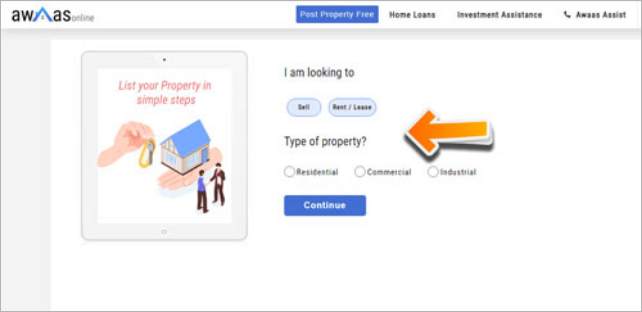 awaas online
Post Property Free Home Loans Investment Assistance Awaas Assist
List your Property in
simple steps
I am looking to
Sell Rent / Lease
Type of property?
Residential Commercial Industrial
Continue